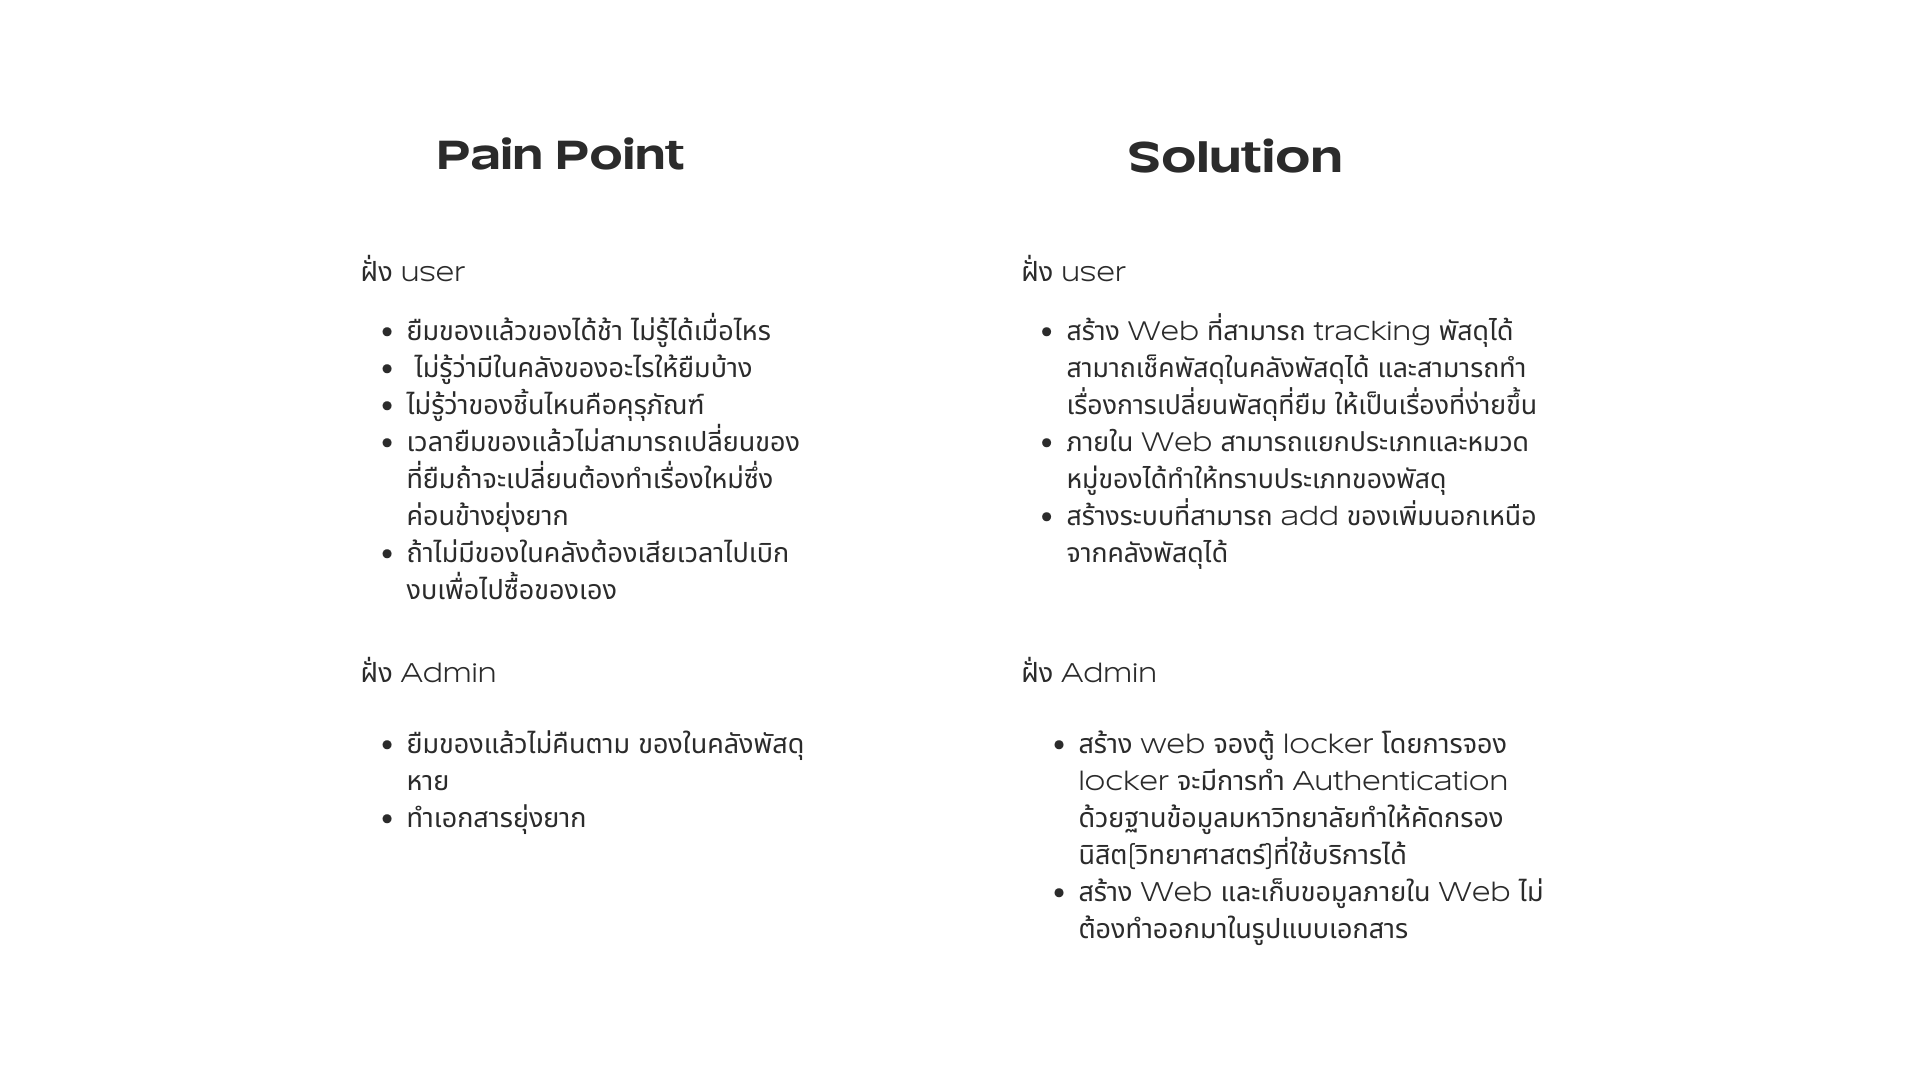 Pain Point
ฝั่ง user
• ยืมของแล้วของได้ช้า ไม่รู้ได้เมื่อไหร
• ไม่รู้ว่ามีในคลังของอะไรให้ยืมบ้าง
• ไม่รู้ว่าของชิ้นไหนคือคุรุภัณฑ์
• เวลายืมของแล้วไม่สามารถเปลี่ยนของ
ที่ยืมถ้าจะเปลี่ยนต้องทำเรื่องใหม่ซึ่ง
ค่อนข้างยุ่งยาก
• ถ้าไม่มีของในคลังต้องเสียเวลาไปเบิก
งบเพื่อไปซื้อของเอง
ฝั่ง Admin
• ยืมของแล้วไม่คืนตาม ของในคลังพัสดุ
หาย
• ทำเอกสารยุ่งยาก
Solution
ฝั่ง user
• สร้าง Web ที่สามารถ tracking พัสดุได้
สามาถเช็คพัสดุในคลังพัสดุได้ และสามารถทำ
เรื่องการเปลี่ยนพัสดุที่ยืม ให้เป็นเรื่องที่ง่ายขึ้น
• ภายใน Web สามารถแยกประเภทและหมวด
หมู่ของได้ทำให้ทราบประเภทของพัสดุ
• สร้างระบบที่สามารถ add ของเพิ่มนอกเหนือ
จากคลังพัสดุได้
ฝั่ง Admin
• สร้าง web จองตู้ locker โดยการจอง
locker จะมีการทำ Authentication
ด้วยฐานข้อมูลมหาวิทยาลัยทำให้คัดกรอง
นิสิต(วิทยาศาสตร์)ที่ใช้บริการได้
• สร้าง Web และเก็บขอมูลภายใน Web ไม่
ต้องทำออกมาในรูปแบบเอกสาร